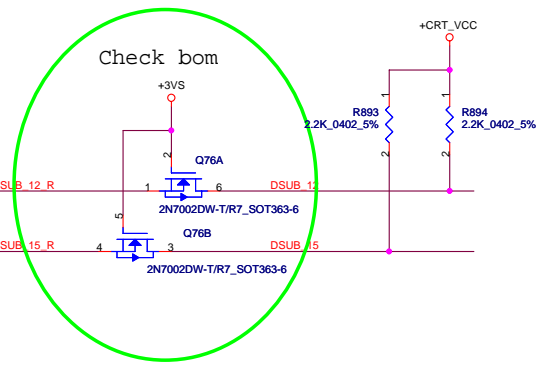 +CRT_VCC
Check bom
+3VS
1
1
R893
2.2K_0402_5%
R894
2.2K_0402_5%
2
Q76A
2
2
SUB_12_R
1
6
DSUB_12
2N7002DW-T/R7_SOT363-6
5
Q76B
SUB_15_R
4
3
DSUB_15
2N7002DW-T/R7_SOT363-6